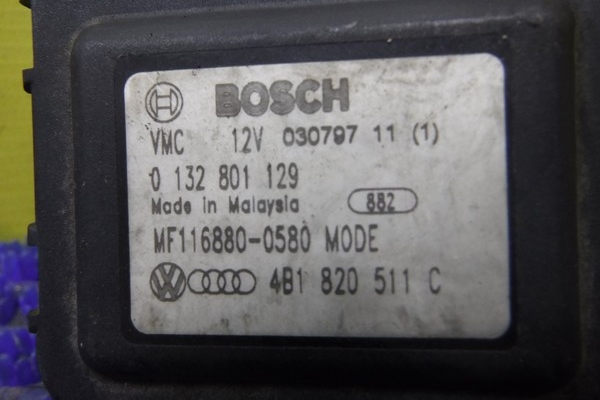 BOSCH
VMC 12V 030797 11 (1)
0 132 801 129
Made in Malaysia 882
MF116880-0580 MODE
4B1 820 511 C